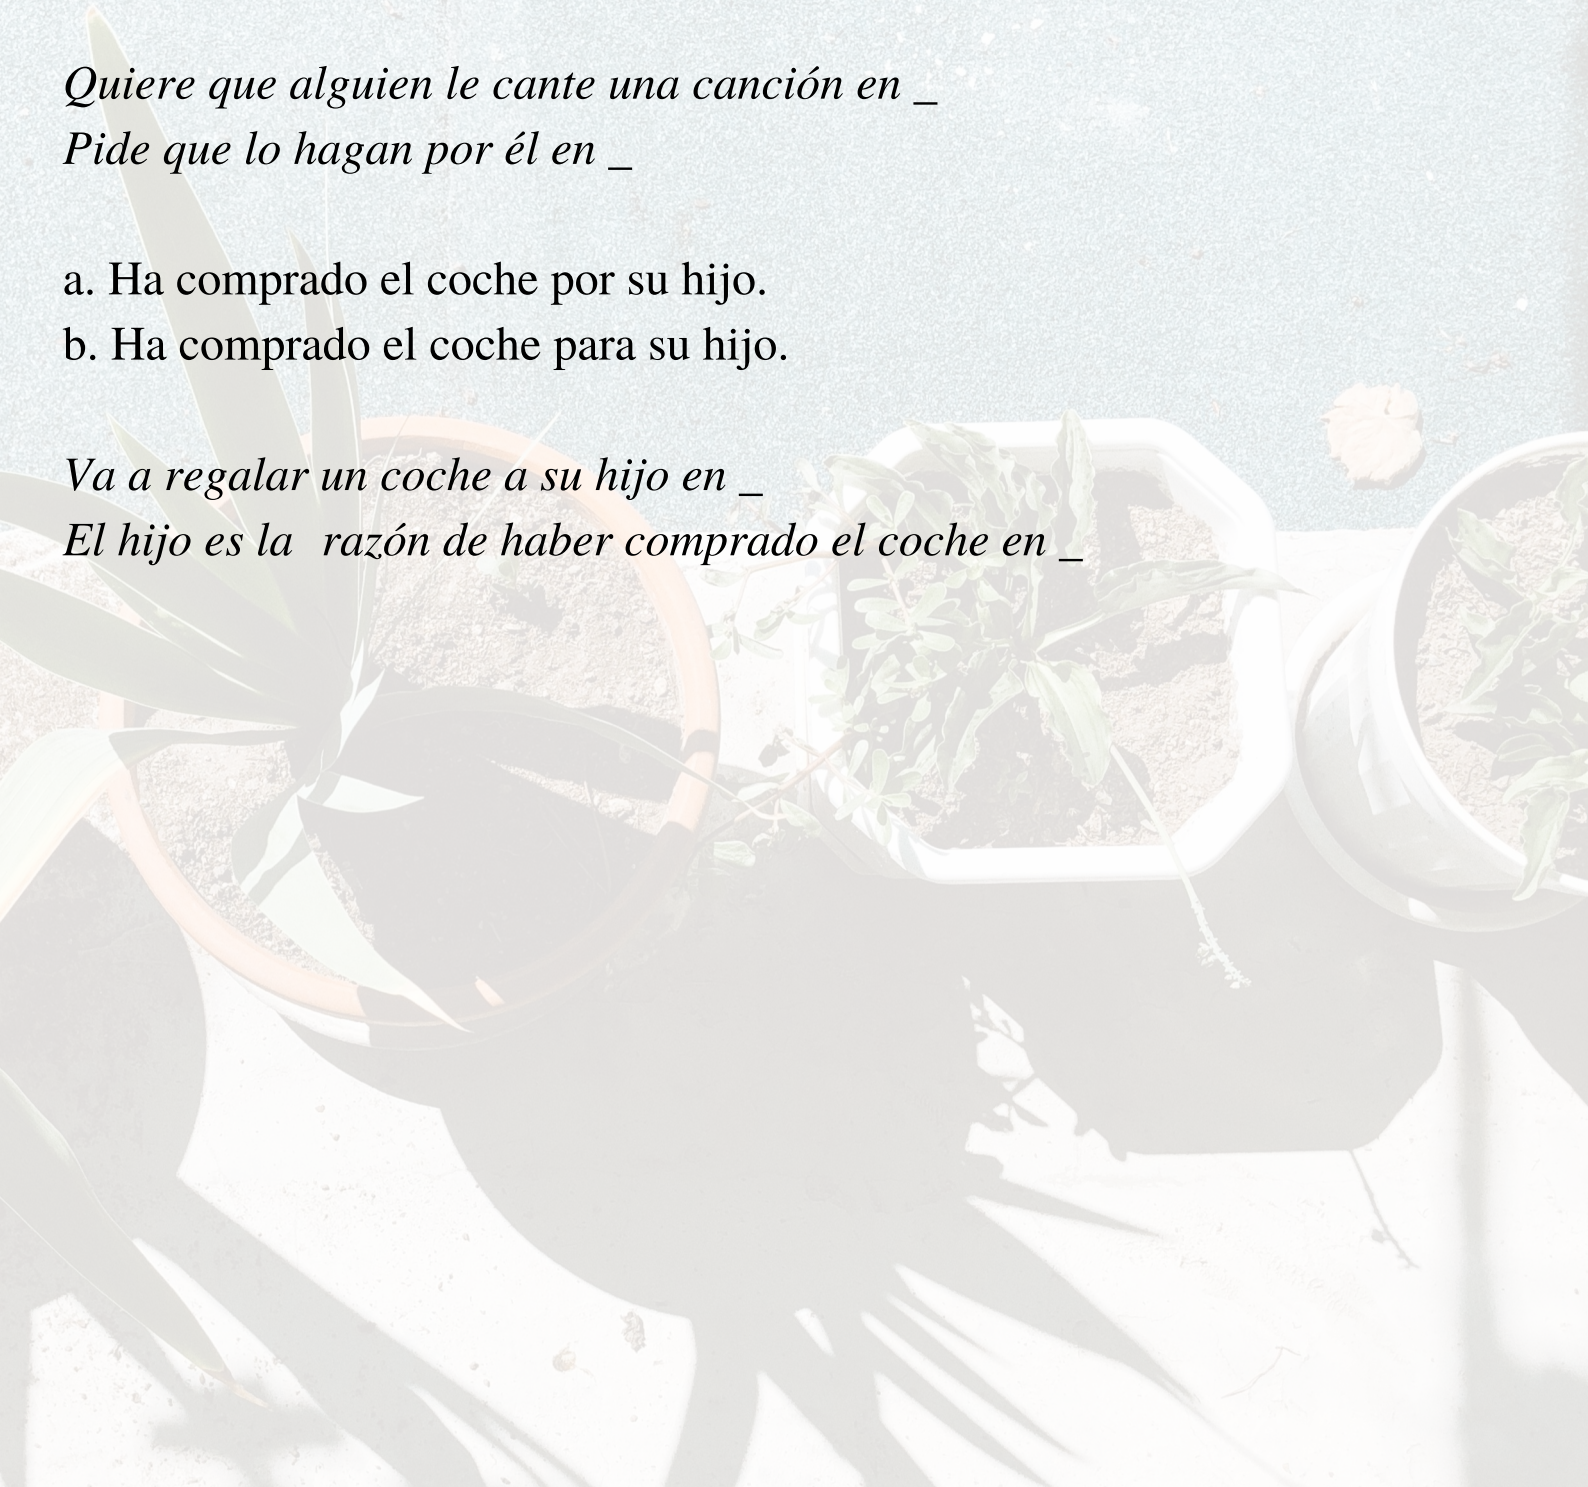 Quiere que alguien le cante una canción en _
Pide que lo hagan por él en _
a. Ha comprado el coche por su hijo.
b. Ha comprado el coche para su hijo.
Va a regalar un coche a su hijo en _
El hijo es la  razón de haber comprado el coche en _